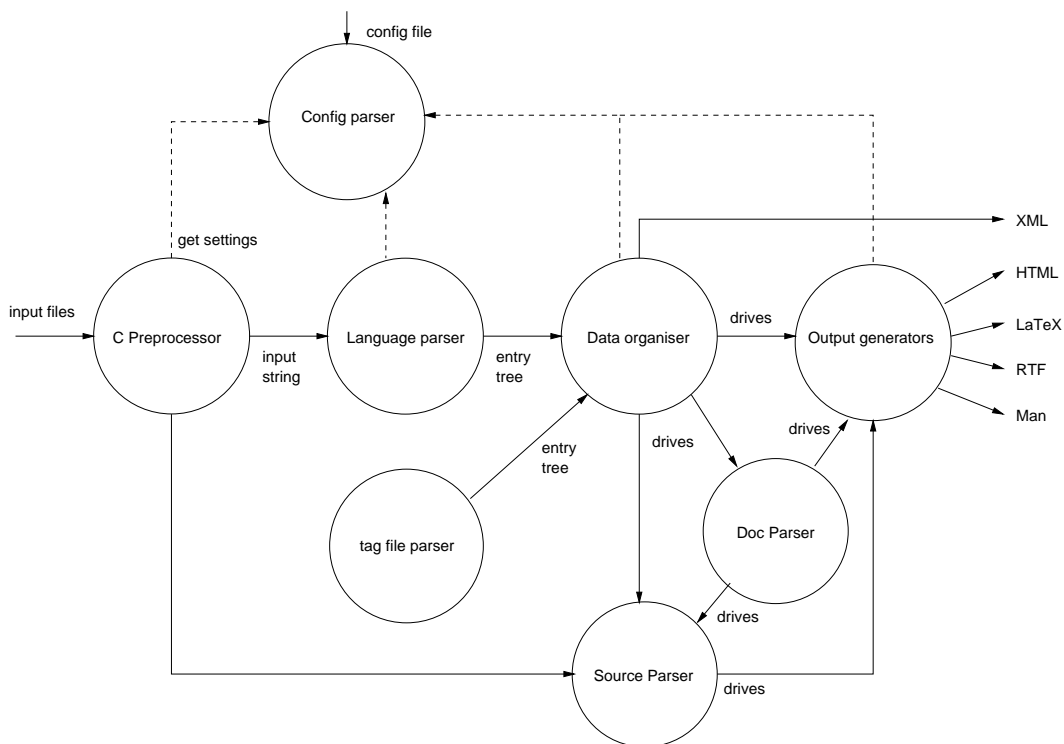 config file
Config parser
get settings
XML
HTML
input files
C Preprocessor
input
string
Language parser
entry
tree
Data organiser
drives
Output generators
LaTeX
RTF
Man
drives
drives
entry
tree
tag file parser
Doc Parser
drives
Source Parser
drives